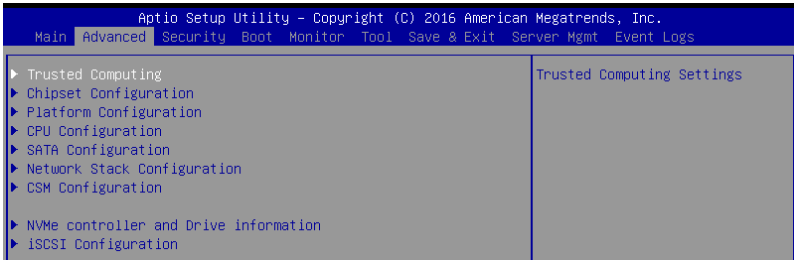 Aptio Setup Utility – Copyright (C) 2016 American Megatrends, Inc.
Main Advanced Security Boot Monitor Tool Save & Exit Server Mgmt Event Logs
Trusted Computing
Chipset Configuration
Platform Configuration
CPU Configuration
SATA Configuration
Network Stack Configuration
CSM Configuration
NVMe controller and Drive information
iSCSI Configuration
Trusted Computing Settings